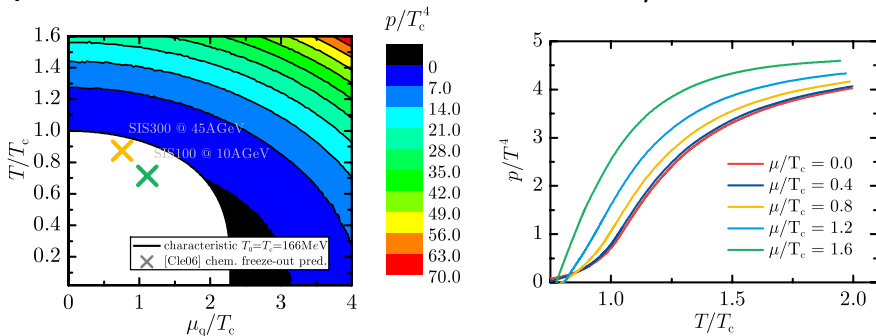 p/T_c^4
1.6
1.4
1.2
1.0
0.8
0.6
0.4
0.2
T/T_c
SIS300 @ 45AGeV
SIS100 @ 10AGeV
characteristic T_0=T_c=166MeV
[Cle06] chem. freeze-out pred.
0 1 2 3 4
μ_q/T_c
0
7.0
14.0
21.0
28.0
35.0
42.0
49.0
56.0
63.0
70.0
5
4
3
2
1
0
p/T^4
μ/T_c = 0.0
μ/T_c = 0.4
μ/T_c = 0.8
μ/T_c = 1.2
μ/T_c = 1.6
1.0 1.5 2.0
T/T_c